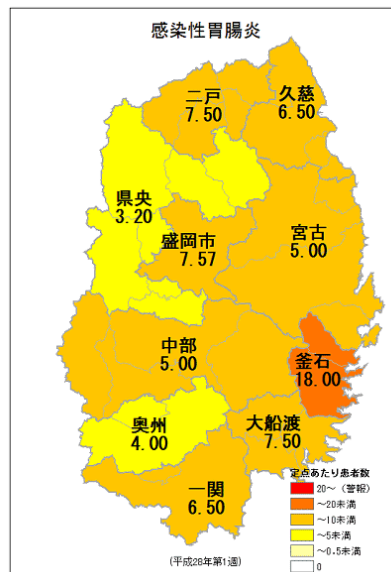 感染性胃腸炎
二戸
7.50
久慈
6.50
県央
3.20
盛岡市
7.57
宮古
5.00
中部
5.00
釜石
18.00
奥州
4.00
大船渡
7.50
一関
6.50
定点あたり患者数
20～（警報）
～20未満
～10未満
～5未満
～0.5未満
0
(平成28年第1週)